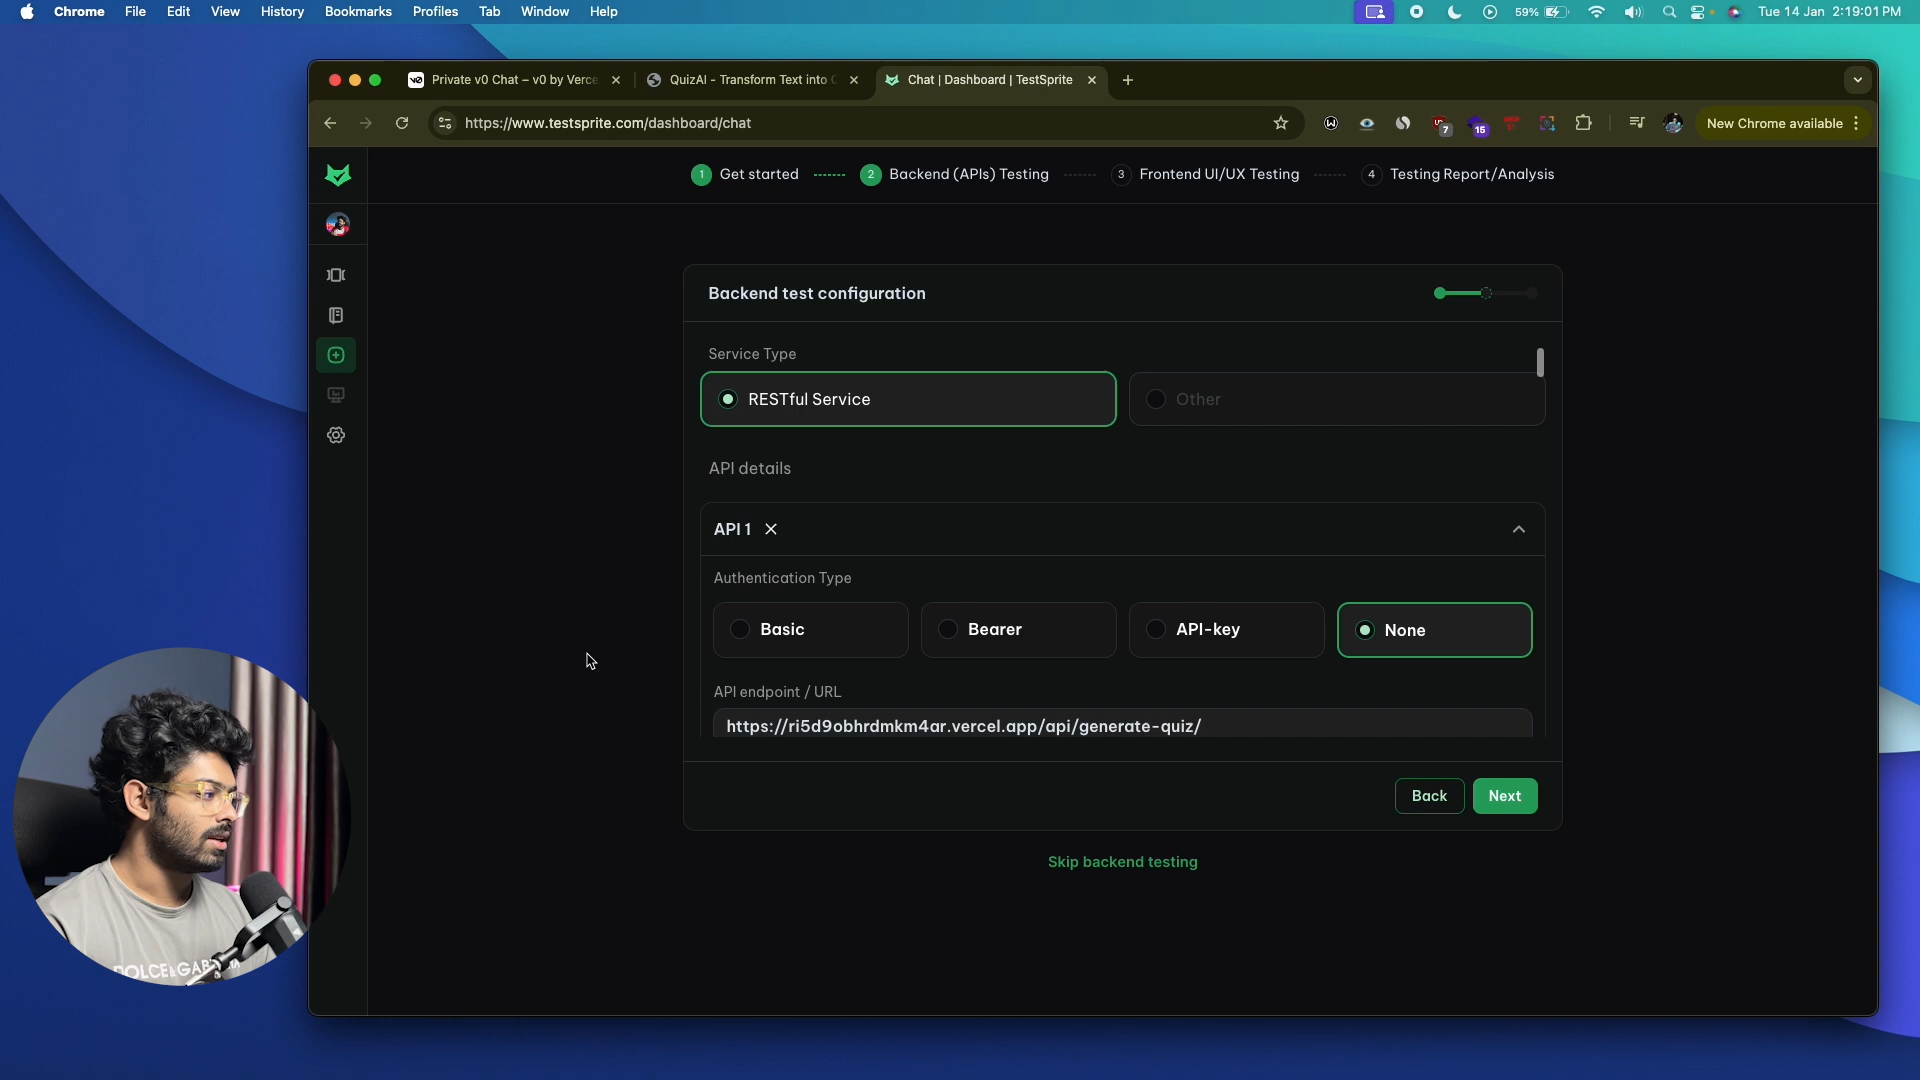 Chrome File Edit View History Bookmarks Profiles Tab Window Help 59% Tue 14 Jan 2:19:01 PM
Private v0 Chat – v0 by Verce QuizAI - Transform Text into Chat | Dashboard | TestSprite
https://www.testsprite.com/dashboard/chat 7 15 New Chrome available
1 Get started 2 Backend (APIs) Testing 3 Frontend UI/UX Testing 4 Testing Report/Analysis
Backend test configuration
Service Type
RESTful Service Other
API details
API 1
Authentication Type
Basic Bearer API-key None
API endpoint / URL
https://ri5d9obhrdmkm4ar.vercel.app/api/generate-quiz/
Back Next
Skip backend testing